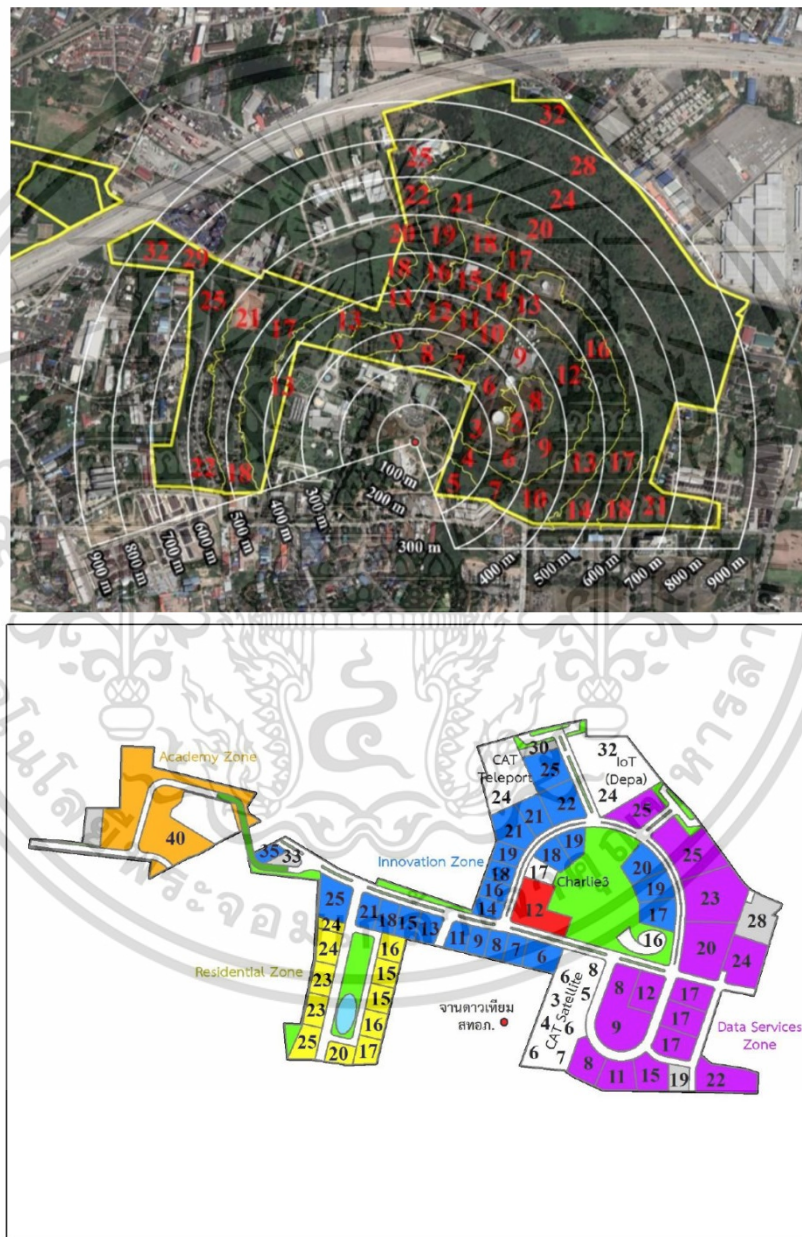 32
25 28
22 21 24
20 19 18 20
32 29 18 16 15 17
25 14 12 14 13
21 17 13 11 10
9 8 7 9 16
13 6 8 12
3 8
4 6 9 13 17
22 18 5 7 10 14 18 21
100 m
200 m
300 m
400 m
500 m
600 m
700 m
800 m
900 m
300 m
400 m
500 m
600 m
700 m
800 m
900 m
Academy Zone
40
35 33
CAT
Teleport
24
30
25
32
IoT
(Depa)
24
21 21 22 25
Innovation Zone
19 18 19 20 25
18 17 Charlie3 19 23
16 12 17
14 16 28
25 21 18 15 13 11 9 8 7 6 20 24
24
24 16
Residential Zone
23 15
23 15
25 16
20 17
จานดาวเทียม
สทอภ.
CAT Satellite
6 8
3 5
4 6
6 7
8 12 17
9 17
17
Data Services
Zone
8 11 15 19 22